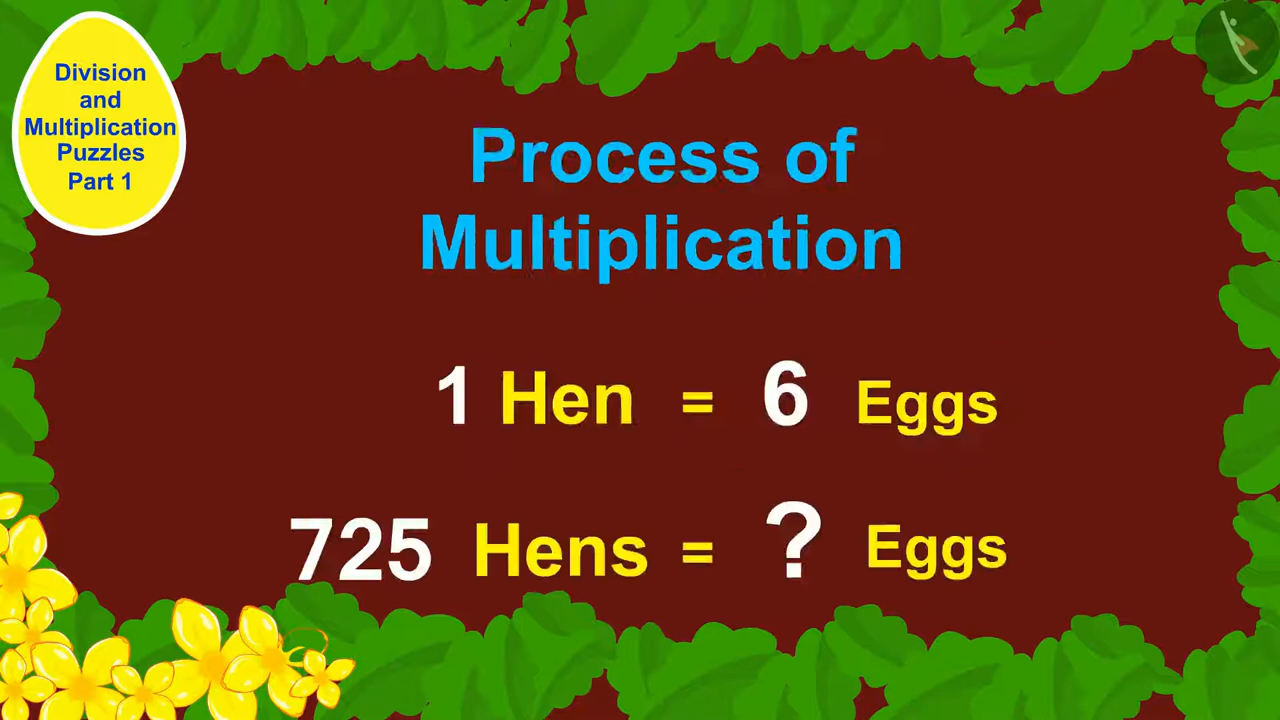 Division
and
Multiplication
Puzzles
Part 1
Process of
Multiplication
1 Hen = 6 Eggs
725 Hens = ? Eggs